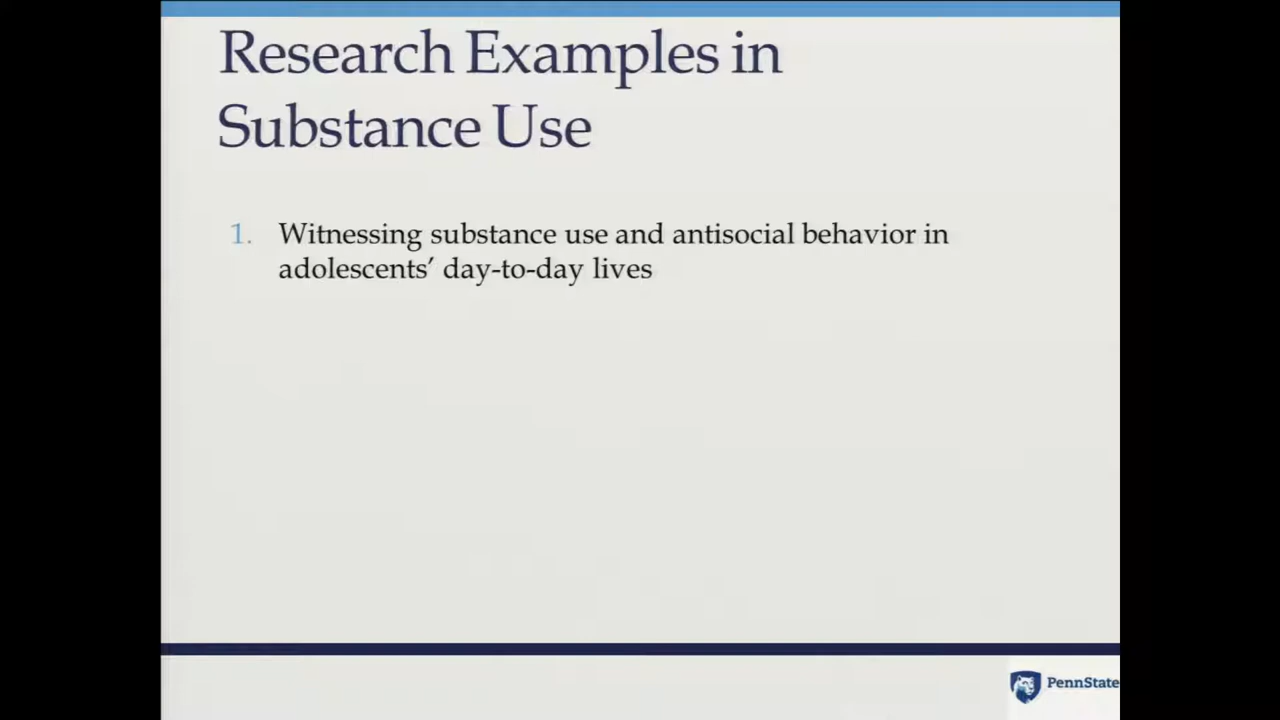 Research Examples in
Substance Use
1. Witnessing substance use and antisocial behavior in
adolescents’ day-to-day lives
PennState